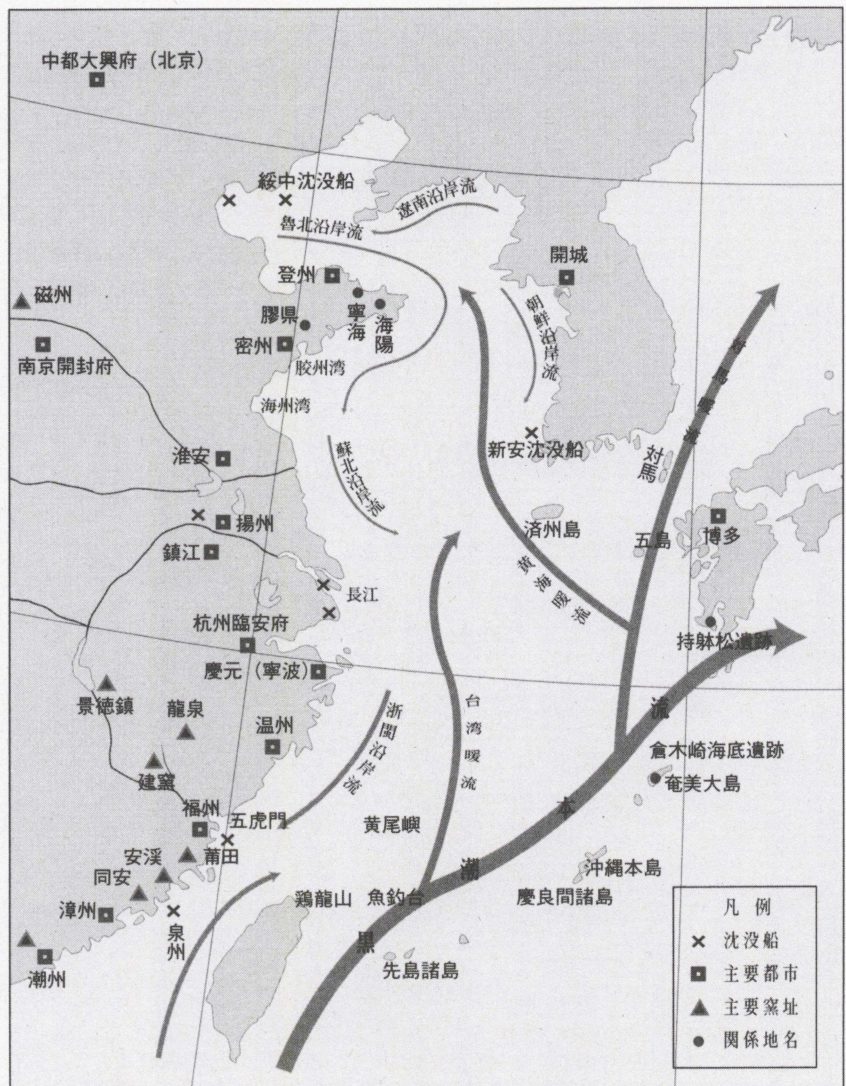 中都大興府（北京）
綏中沈没船
遼南沿岸流
魯北沿岸流
登州
開城
磁州
寧海
海陽
膠県
朝鮮沿岸流
密州
南京開封府
胶州湾
対馬暖流
海州湾
新安沈没船
対馬
淮安
蘇北沿岸流
済州島
五島
博多
揚州
鎮江
黄海暖流
長江
杭州臨安府
持躰松遺跡
慶元（寧波）
景徳鎮
龍泉
温州
台湾暖流
浙閩沿岸流
倉木崎海底遺跡
建窯
奄美大島
福州
五虎門
黄尾嶼
莆田
安渓
同安
沖縄本島
鶏龍山
魚釣台
慶良間諸島
漳州
泉州
黒潮本流
先島諸島
潮州
凡例
沈没船
主要都市
主要窯址
関係地名